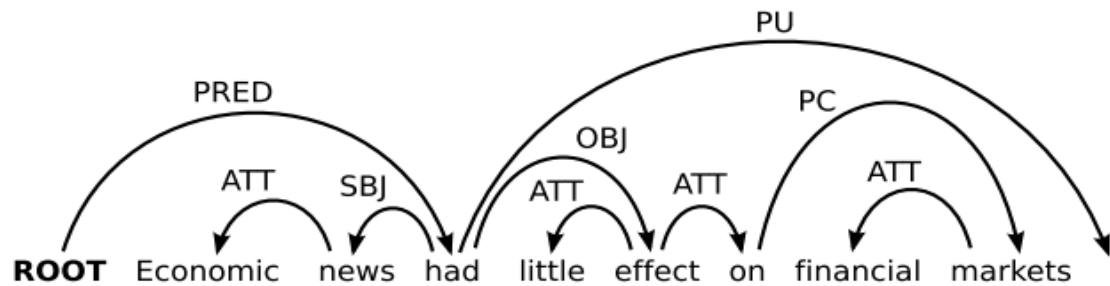 PU
PRED
PC
OBJ
ATT SBJ ATT ATT ATT
ROOT Economic news had little effect on financial markets